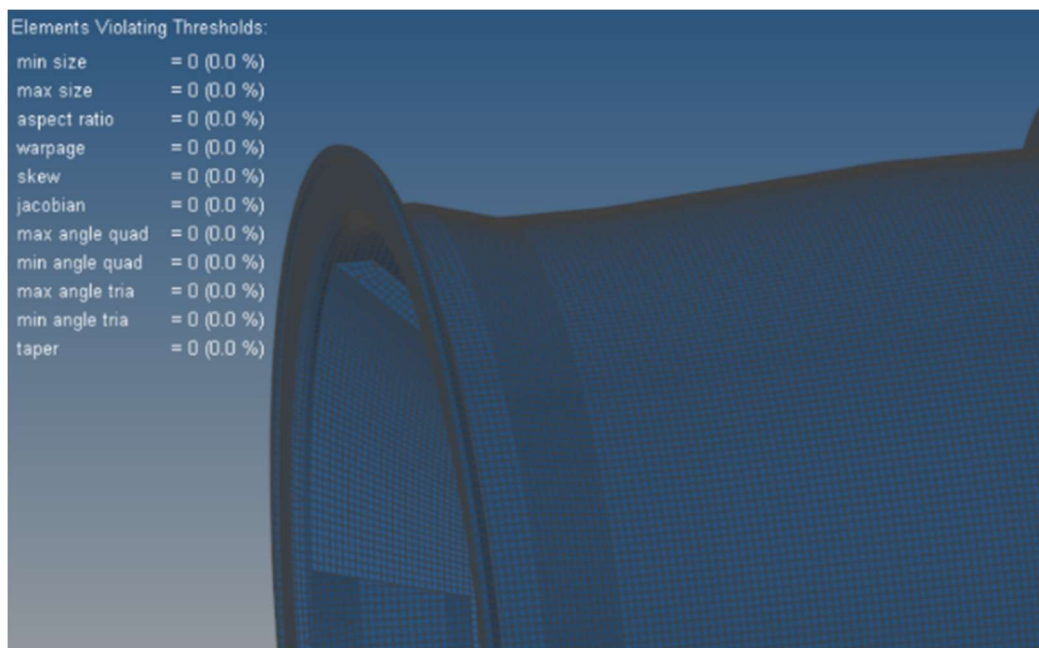 Elements Violating Thresholds:
min size = 0 (0.0 %)
max size = 0 (0.0 %)
aspect ratio = 0 (0.0 %)
warpage = 0 (0.0 %)
skew = 0 (0.0 %)
jacobian = 0 (0.0 %)
max angle quad = 0 (0.0 %)
min angle quad = 0 (0.0 %)
max angle tria = 0 (0.0 %)
min angle tria = 0 (0.0 %)
taper = 0 (0.0 %)